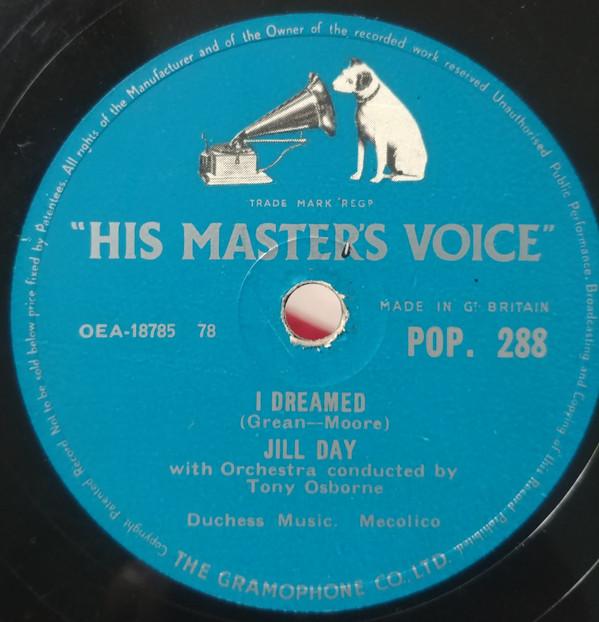 All rights of the Manufacturer and of the Owner of the recorded work reserved Unauthorised Public Performance, Broadcasting and Copying of this Record Prohibited.
Copyright Patented Record Not to be sold below price fixed by Patentees.
TRADE MARK REGD
"HIS MASTER'S VOICE"
MADE IN GT BRITAIN
OEA-18785 78
POP. 288
I DREAMED
(Grean—Moore)
JILL DAY
with Orchestra conducted by
Tony Osborne
Duchess Music. Mecolico
THE GRAMOPHONE CO. LTD.